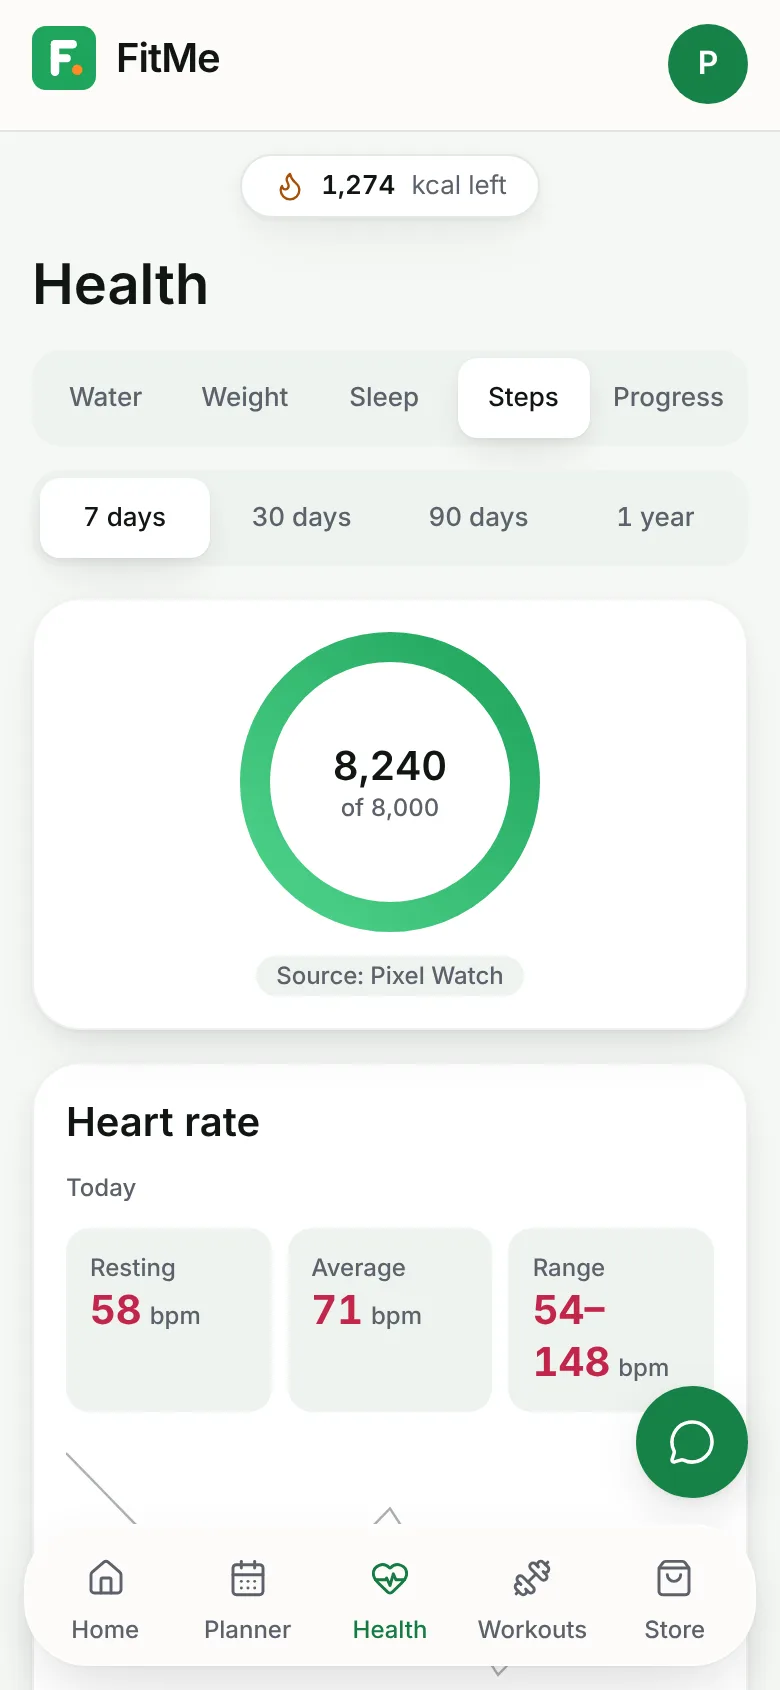 F.
FitMe
P
1,274 kcal left
Health
Water Weight Sleep Steps Progress
7 days 30 days 90 days 1 year
8,240
of 8,000
Source: Pixel Watch
Heart rate
Today
Resting
58 bpm
Average
71 bpm
Range
54–
148 bpm
Home Planner Health Workouts Store